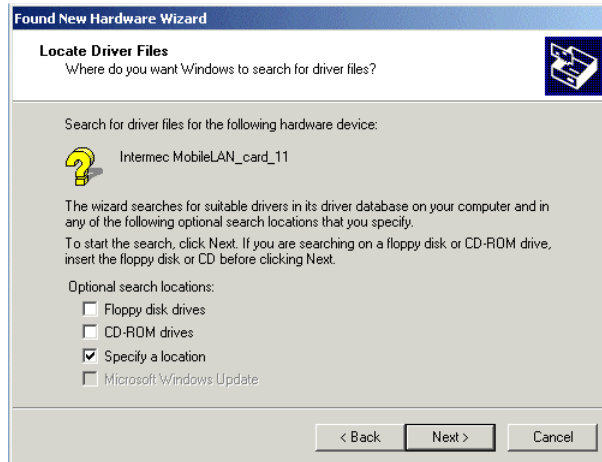 Found New Hardware Wizard
Locate Driver Files
Where do you want Windows to search for driver files?
Search for driver files for the following hardware device:
Intermec MobileLAN_card_11
The wizard searches for suitable drivers in its driver database on your computer and in
any of the following optional search locations that you specify.
To start the search, click Next. If you are searching on a floppy disk or CD-ROM drive,
insert the floppy disk or CD before clicking Next.
Optional search locations:
Floppy disk drives
CD-ROM drives
Specify a location
Microsoft Windows Update
< Back Next > Cancel